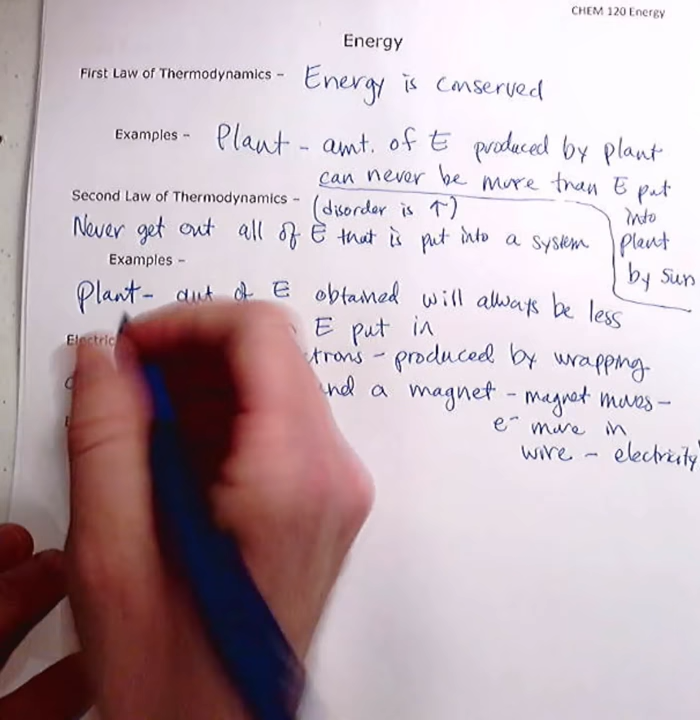 CHEM 120 Energy
Energy
First Law of Thermodynamics – Energy is conserved
Examples – Plant – amt. of E produced by plant
can never be more than E put
into
plant
by sun
Second Law of Thermodynamics – (disorder is ↑)
Never get out all of E that is put into a system
Examples –
Plant – amt of E obtained will always be less
E put in
Electric trons – produced by wrapping
nd a magnet – magnet moves –
e⁻ move in
wire – electricity